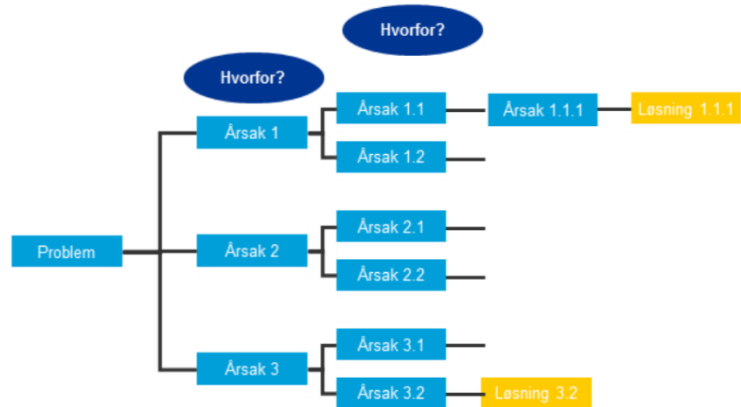 Hvorfor?
Hvorfor?
Årsak 1.1
Årsak 1.1.1
Løsning 1.1.1
Årsak 1
Årsak 1.2
Årsak 2.1
Problem
Årsak 2
Årsak 2.2
Årsak 3.1
Årsak 3
Årsak 3.2
Løsning 3.2